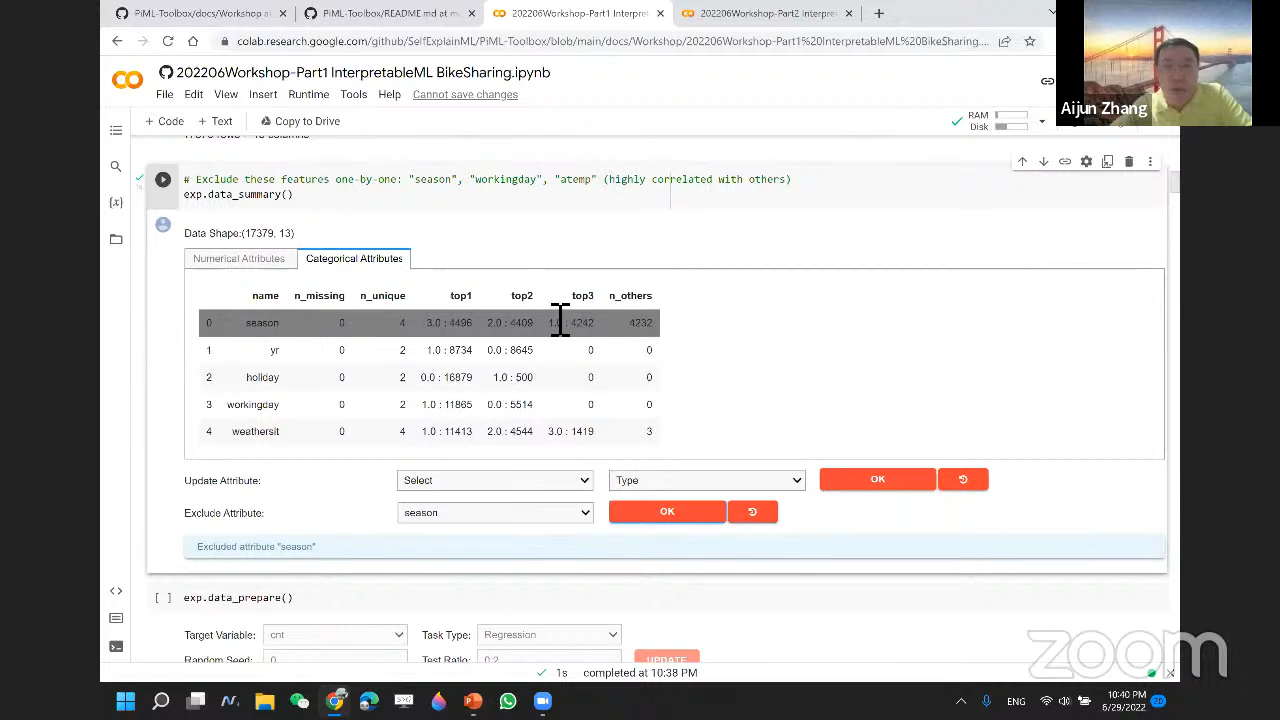 PiML-Toolbox/docs/Workshop a
PiML-Toolbox/README.md at m
202206Workshop-Part1 Interpret
202206Workshop-Part2 Interpre
colab.research.google.com/github/SelfExplainML/PiML-Toolbox/blob/main/docs/Workshop/202206Workshop-Part1%20InterpretableML%20BikeSharing....
202206Workshop-Part1 InterpretableML BikeSharing.ipynb
File Edit View Insert Runtime Tools Help Cannot save changes
Aijun Zhang
+ Code + Text Copy to Drive
RAM
Disk
# Exclude these features one-by-one: "season", "workingday", "atemp" (highly correlated with others)
exp.data_summary()
1s
Data Shape:(17379, 13)
Numerical Attributes Categorical Attributes
name n_missing n_unique top1 top2 top3 n_others
0 season 0 4 3.0 : 4496 2.0 : 4409 1.0 : 4242 4232
1 yr 0 2 1.0 : 8734 0.0 : 8645 0 0
2 holiday 0 2 0.0 : 16879 1.0 : 500 0 0
3 workingday 0 2 1.0 : 11865 0.0 : 5514 0 0
4 weathersit 0 4 1.0 : 11413 2.0 : 4544 3.0 : 1419 3
Update Attribute: Select Type OK
Exclude Attribute: season OK
Excluded attribute "season"
[ ] exp.data_prepare()
Target Variable: cnt Task Type: Regression
Random Seed: 0 Test Ratio: 0.2 UPDATE
zoom
1s completed at 10:38 PM
ENG 10:40 PM
6/29/2022 20